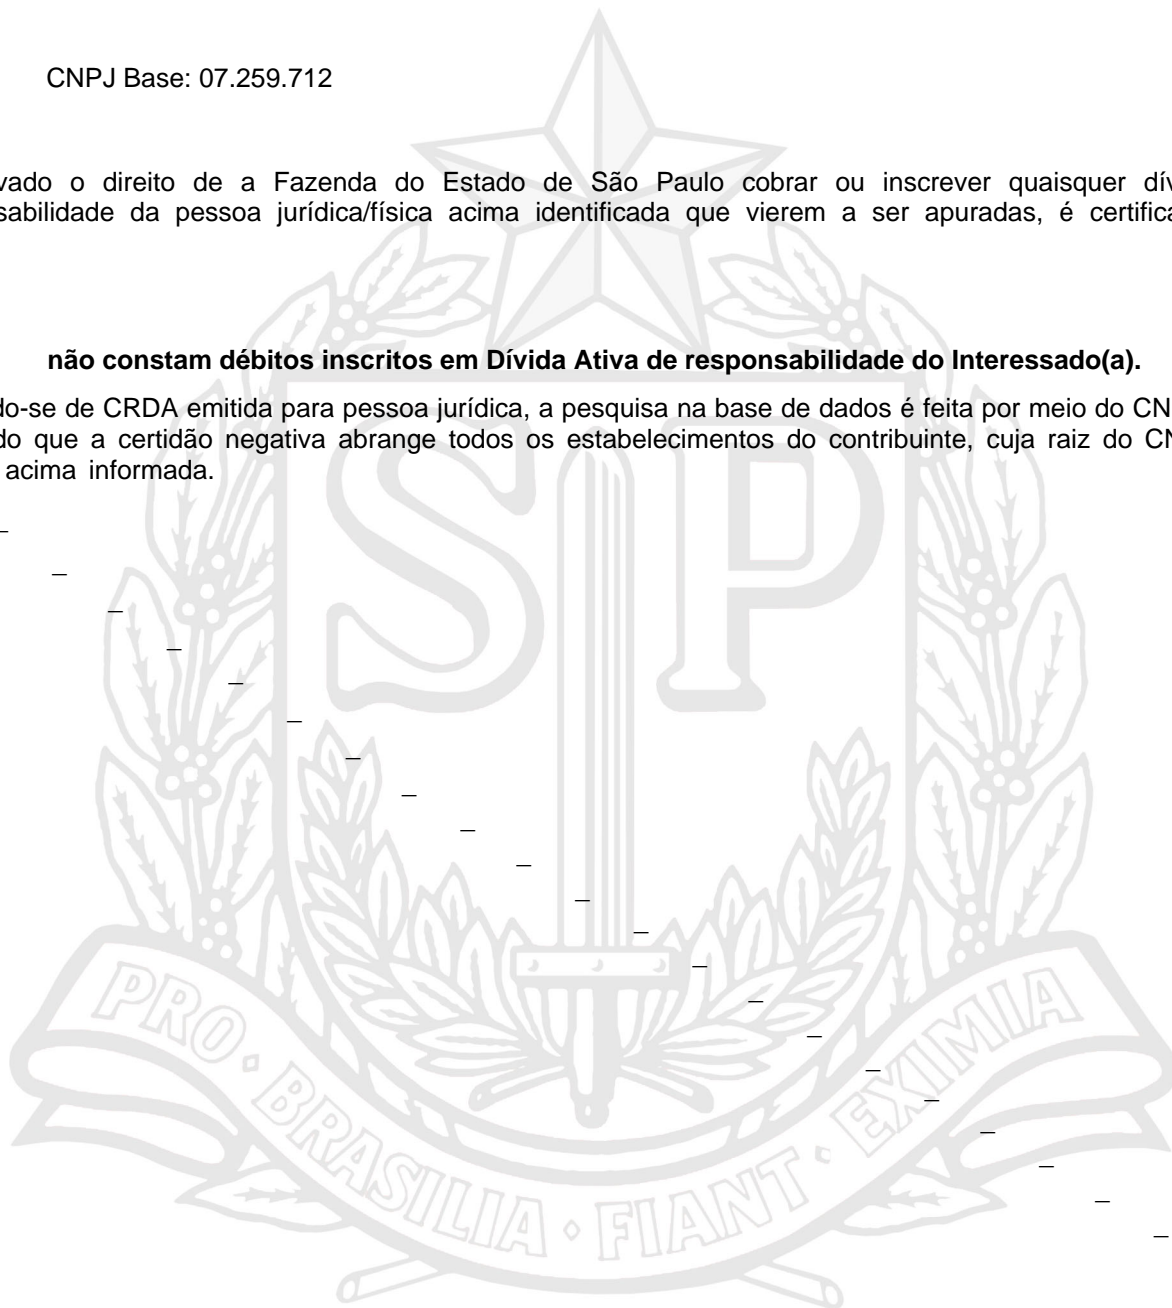 CNPJ Base: 07.259.712
vado o direito de a Fazenda do Estado de São Paulo cobrar ou inscrever quaisquer dív
sabilidade da pessoa jurídica/física acima identificada que vierem a ser apuradas, é certifica
não constam débitos inscritos em Dívida Ativa de responsabilidade do Interessado(a).
do-se de CRDA emitida para pessoa jurídica, a pesquisa na base de dados é feita por meio do CN
do que a certidão negativa abrange todos os estabelecimentos do contribuinte, cuja raiz do CN
acima informada.
SP
PRO • BRASILIA • FIANT • EXIMIA